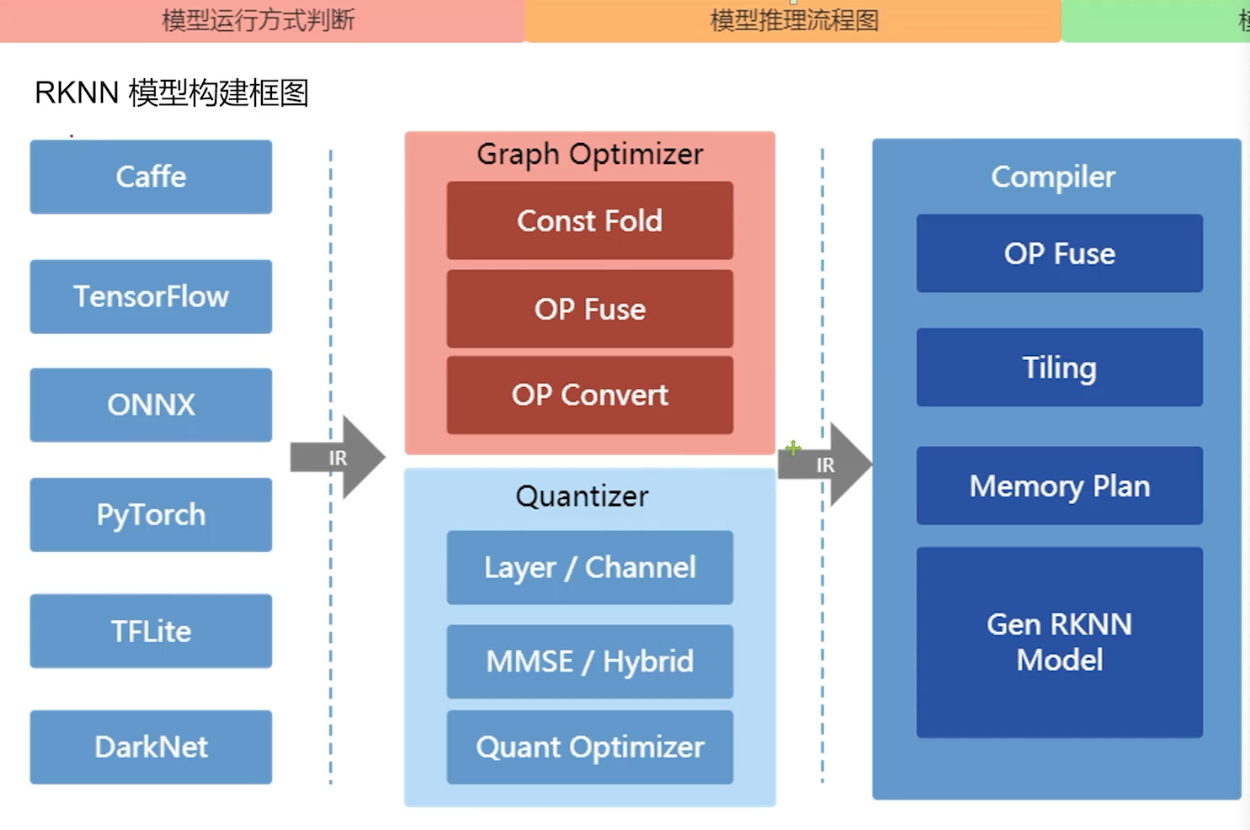 模型运行方式判断
模型推理流程图
RKNN 模型构建框图
Caffe
TensorFlow
ONNX
PyTorch
TFLite
DarkNet
IR
Graph Optimizer
Const Fold
OP Fuse
OP Convert
Quantizer
Layer / Channel
MMSE / Hybrid
Quant Optimizer
IR
Compiler
OP Fuse
Tiling
Memory Plan
Gen RKNN
Model